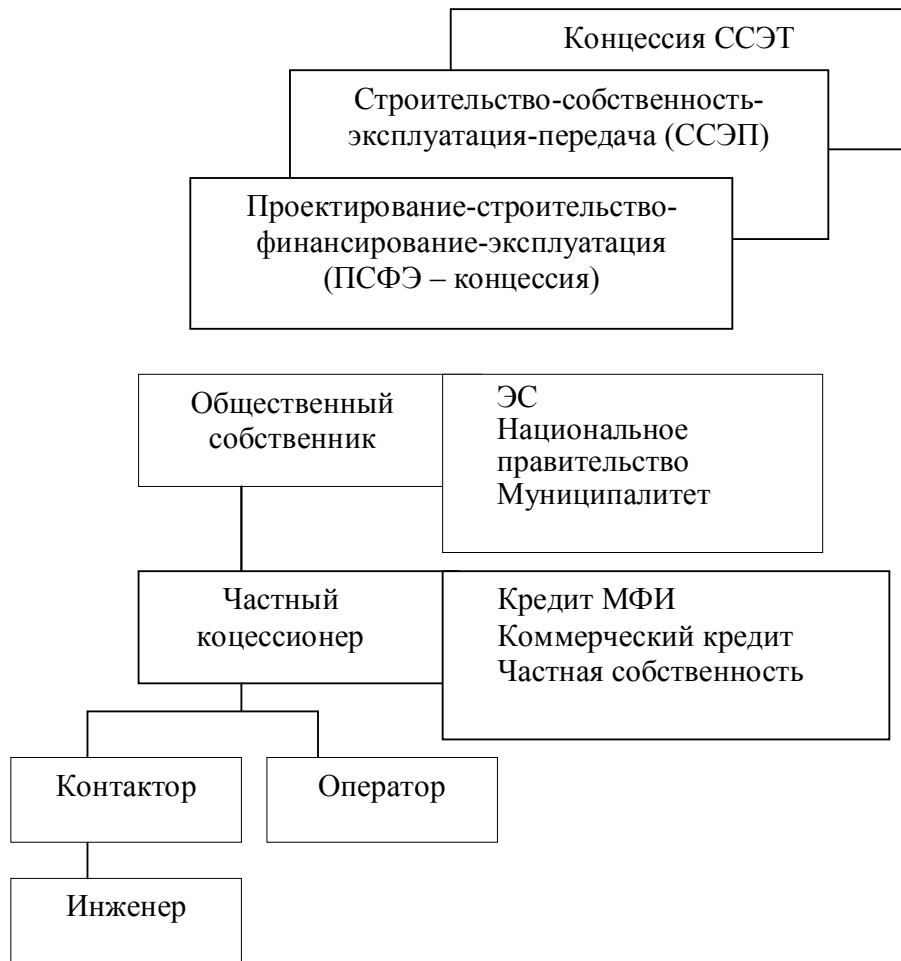 Концессия ССЭТ
Строительство-собственность-
эксплуатация-передача (ССЭП)
Проектирование-строительство-
финансирование-эксплуатация
(ПСФЭ – концессия)
Общественный
собственник
ЭС
Национальное
правительство
Муниципалитет
Частный
коцессионер
Кредит МФИ
Коммерческий кредит
Частная собственность
Контактор
Оператор
Инженер